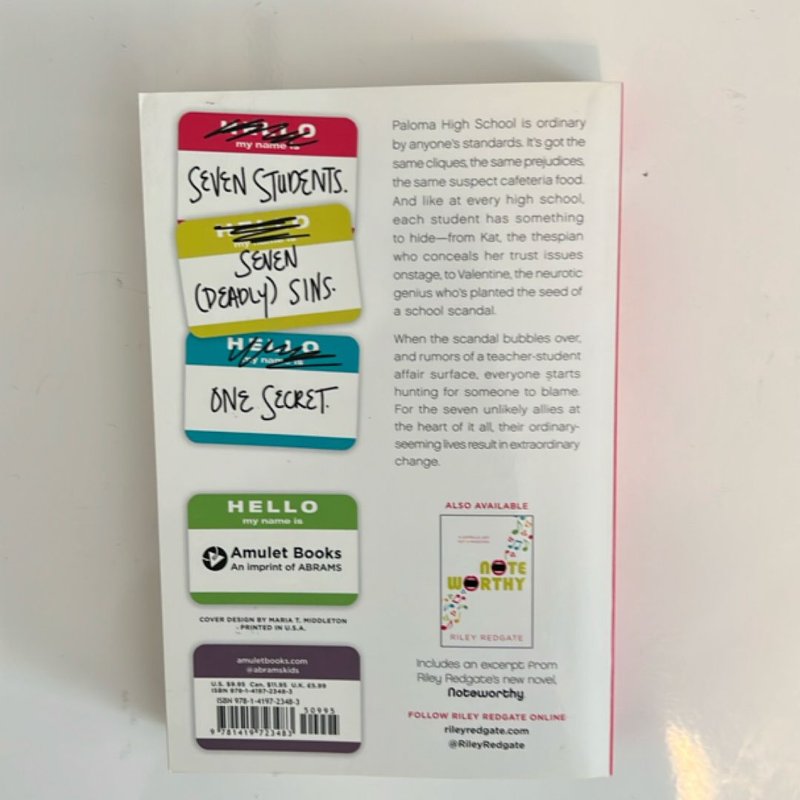 HELLO
my name is
SEVEN STUDENTS.
HELLO
my name is
SEVEN
(DEADLY) SINS.
HELLO
my name is
ONE SECRET.
HELLO
my name is
Amulet Books
An imprint of ABRAMS
COVER DESIGN BY MARIA T. MIDDLETON
PRINTED IN U.S.A.
amuletbooks.com
@abramskids
U.S. $9.95 Can. $11.95 U.K. £5.99
ISBN 978-1-4197-2348-3
ISBN 978-1-4197-2348-3
50995
9 781419 723483
Paloma High School is ordinary
by anyone's standards. It's got the
same cliques, the same prejudices,
the same suspect cafeteria food.
And like at every high school,
each student has something
to hide—from Kat, the thespian
who conceals her trust issues
onstage, to Valentine, the neurotic
genius who's planted the seed of
a school scandal.
When the scandal bubbles over,
and rumors of a teacher-student
affair surface, everyone starts
hunting for someone to blame.
For the seven unlikely allies at
the heart of it all, their ordinary-
seeming lives result in extraordinary
change.
ALSO AVAILABLE
NOTE
WORTHY
RILEY REDGATE
Includes an excerpt from
Riley Redgate's new novel,
Noteworthy
FOLLOW RILEY REDGATE ONLINE
rileyredgate.com
@RileyRedgate